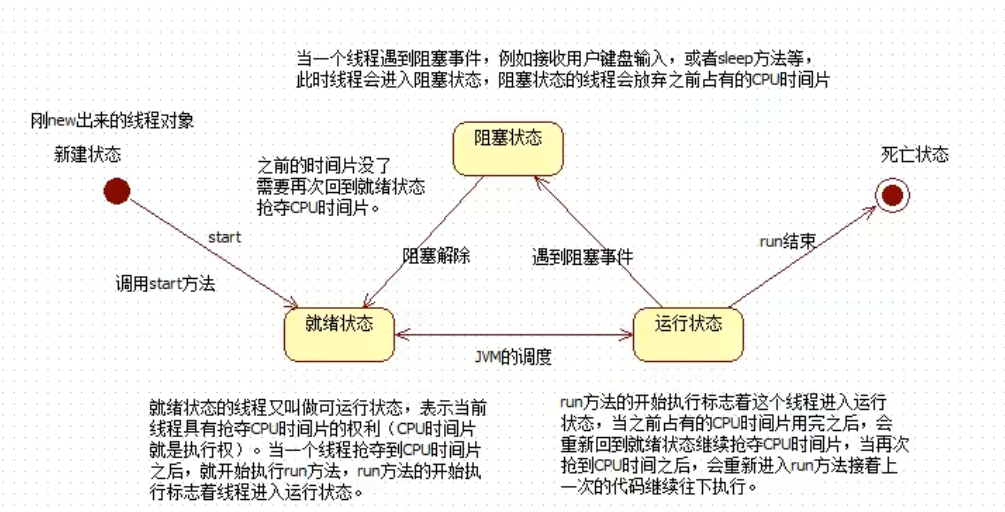 当一个线程遇到阻塞事件，例如接收用户键盘输入，或者sleep方法等，
此时线程会进入阻塞状态，阻塞状态的线程会放弃之前占有的CPU时间片
刚new出来的线程对象
新建状态
阻塞状态
死亡状态
之前的时间片没了
需要再次回到就绪状态
抢夺CPU时间片。
start
阻塞解除
遇到阻塞事件
run结束
调用start方法
就绪状态
运行状态
JVM的调度
就绪状态的线程又叫做可运行状态，表示当前
线程具有抢夺CPU时间片的权利（CPU时间片
就是执行权）。当一个线程抢夺到CPU时间片
之后，就开始执行run方法，run方法的开始执
行标志着线程进入运行状态。
run方法的开始执行标志着这个线程进入运行
状态，当之前占有的CPU时间片用完之后，会
重新回到就绪状态继续抢夺CPU时间片，当再次
抢到CPU时间之后，会重新进入run方法接着上
一次的代码继续往下执行。